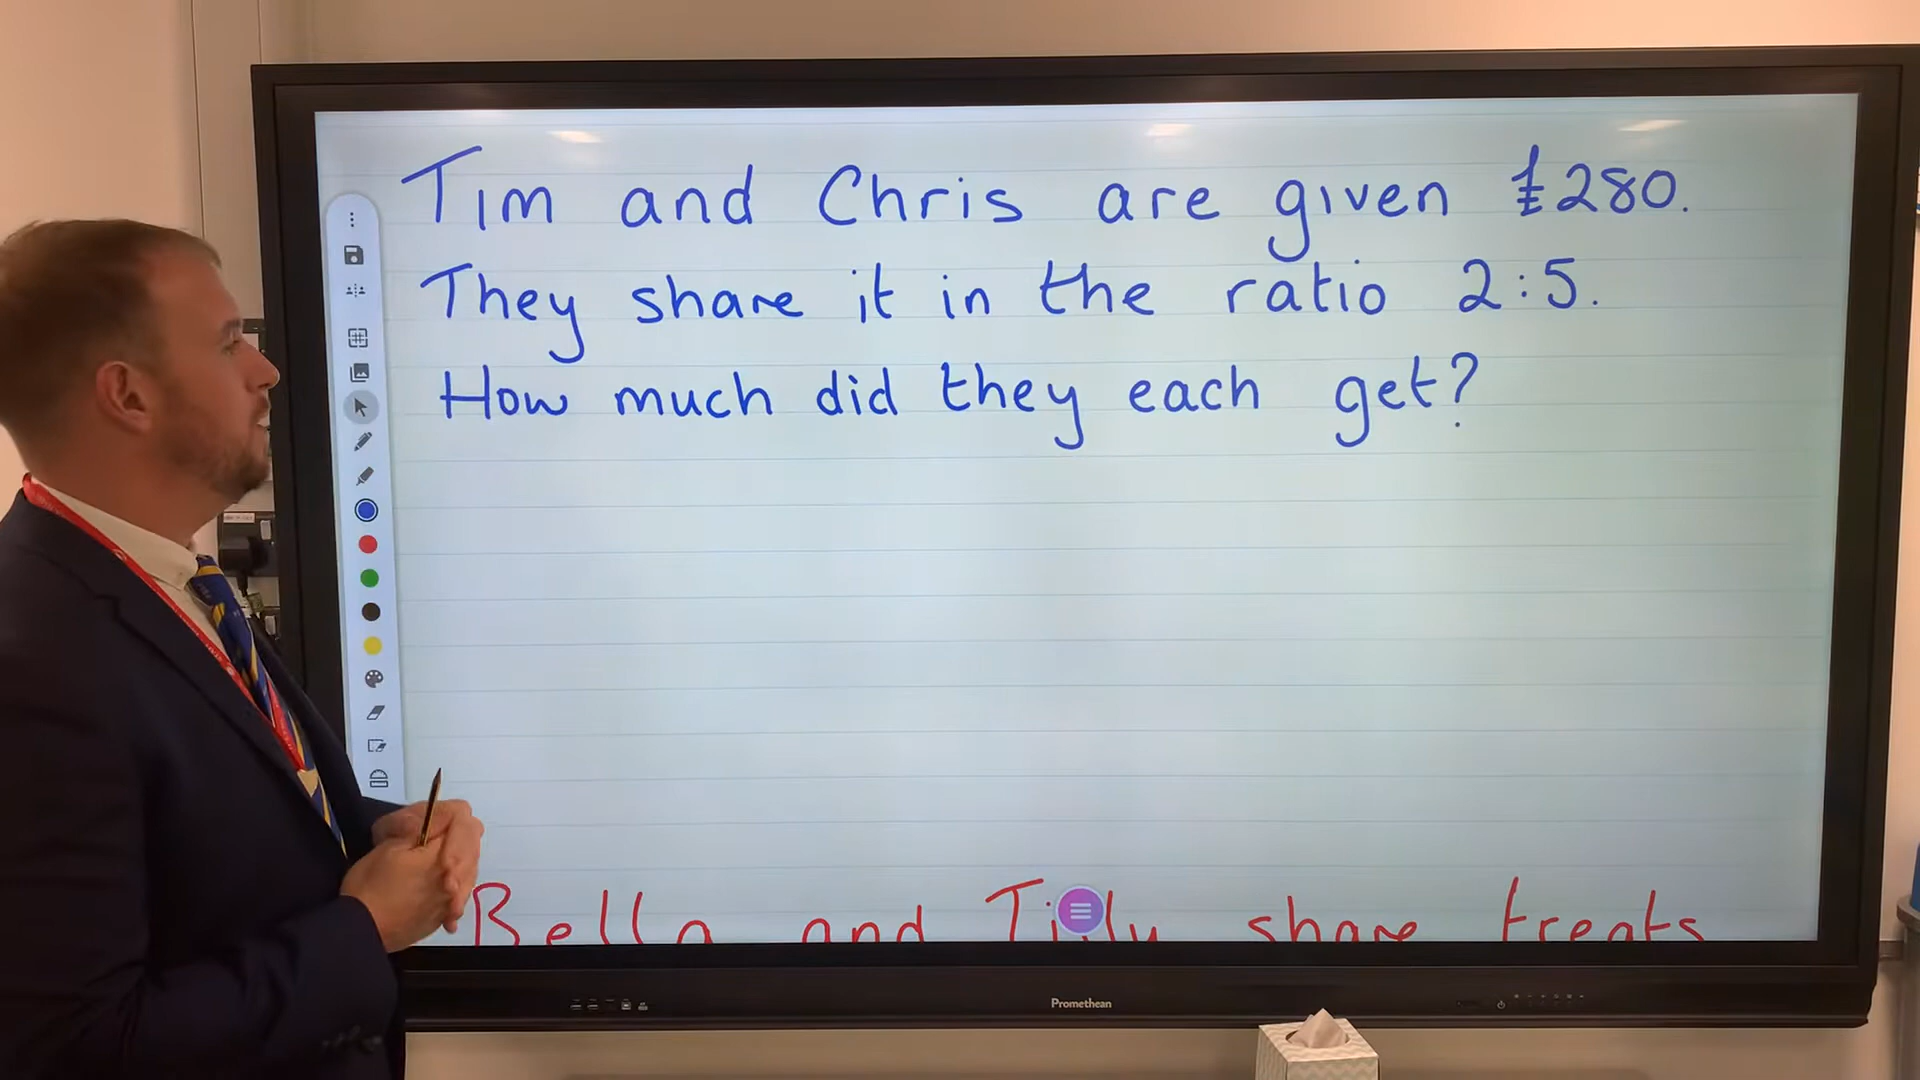 Tim and Chris are given £280.
They share it in the ratio 2:5.
How much did they each get?
Bella and Tilly share treats
Promethean